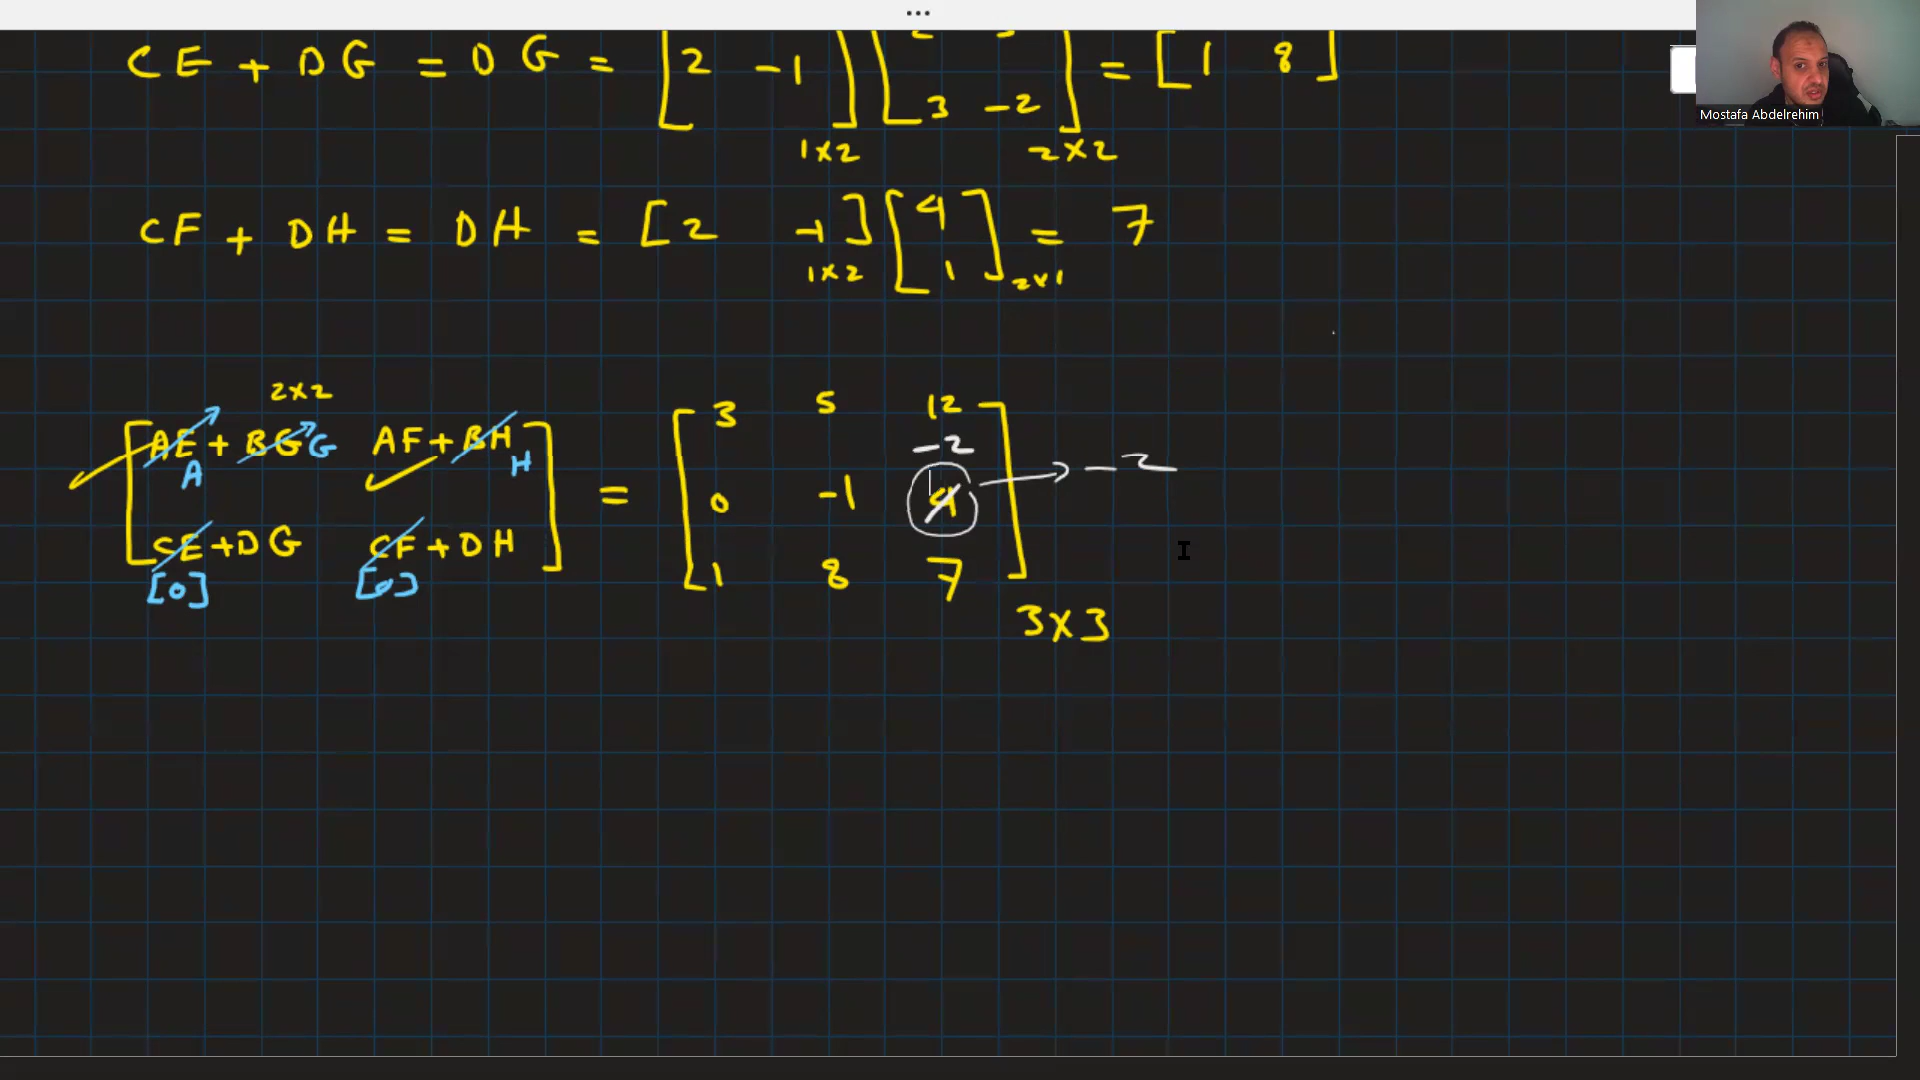 ...
Mostafa Abdelrehim
CE + DG = DG = [2 -1] [3 -2] = [1 8]
1x2 2x2
CF + DH = DH = [2 -1] [4 1] = 7
1x2 2x1
2x2
[AE + BG G AF + BH] = [3 5 12]
A H -2
[CE + DG CF + DH] [0 -1 4] → -2
[0] [0] [1 8 7]
3x3